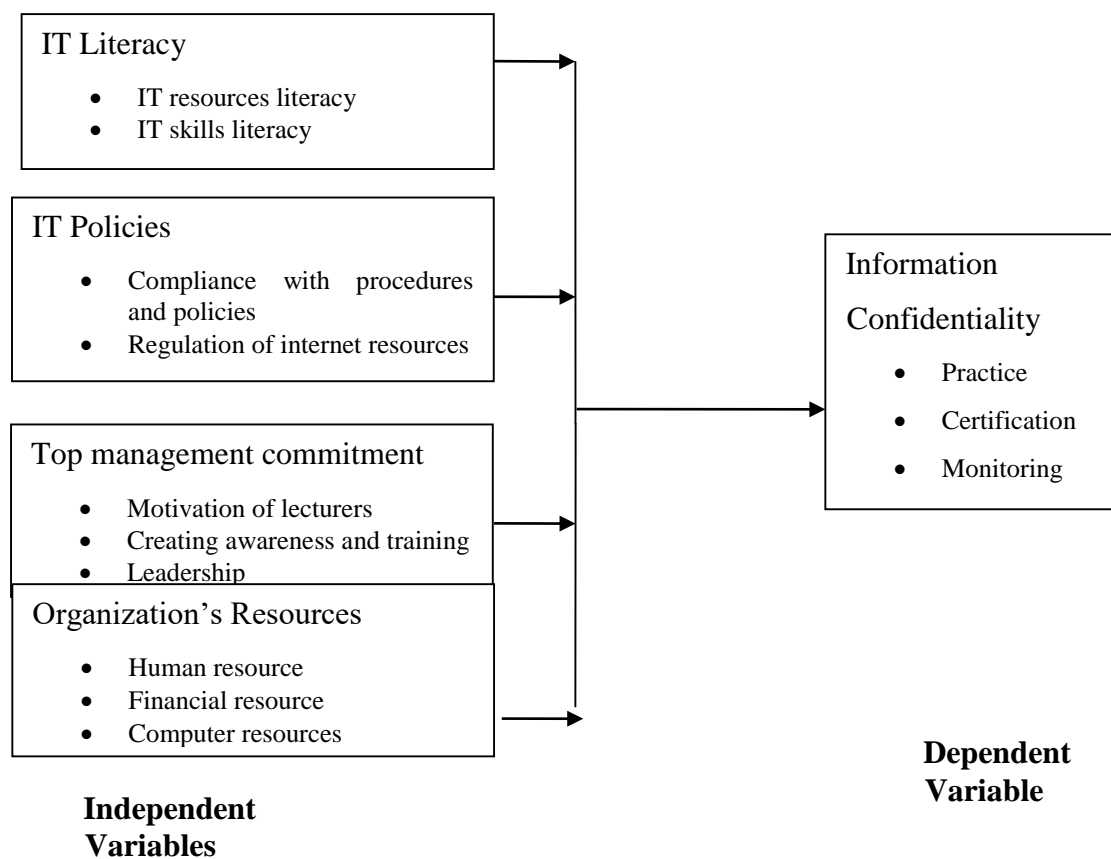 IT Literacy
• IT resources literacy
• IT skills literacy
IT Policies
• Compliance with procedures
and policies
• Regulation of internet resources
Top management commitment
• Motivation of lecturers
• Creating awareness and training
• Leadership
Organization’s Resources
• Human resource
• Financial resource
• Computer resources
Independent
Variables
Information
Confidentiality
• Practice
• Certification
• Monitoring
Dependent
Variable